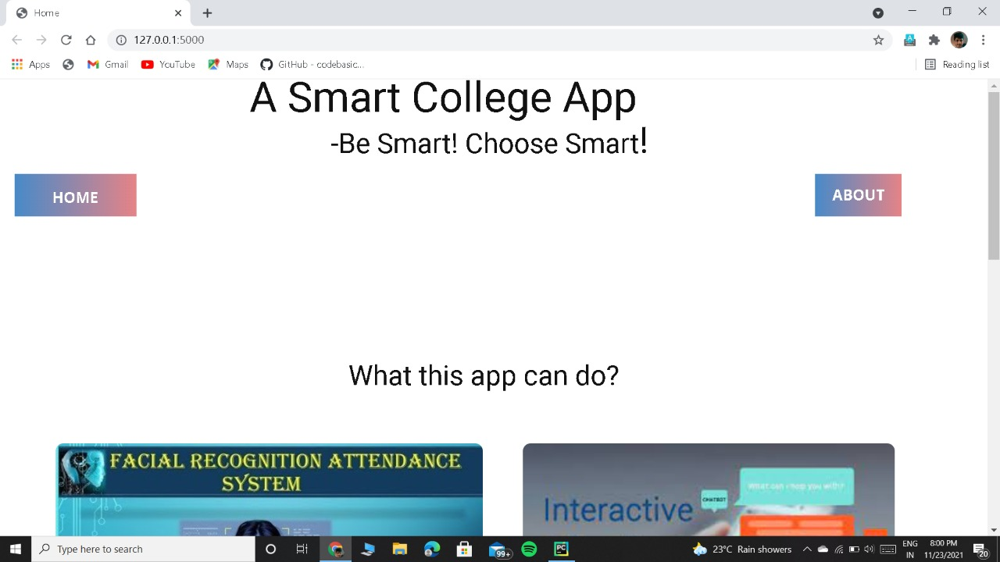 Home
127.0.0.1:5000
Apps
Gmail
YouTube
Maps
GitHub - codebasic...
Reading list
A Smart College App
-Be Smart! Choose Smart!
HOME
ABOUT
What this app can do?
FACIAL RECOGNITION ATTENDANCE
SYSTEM
What can i help you with?
CHATBOT
Interactive
Type here to search
99+
PC
23°C Rain showers
ENG
IN
8:00 PM
11/23/2021
20